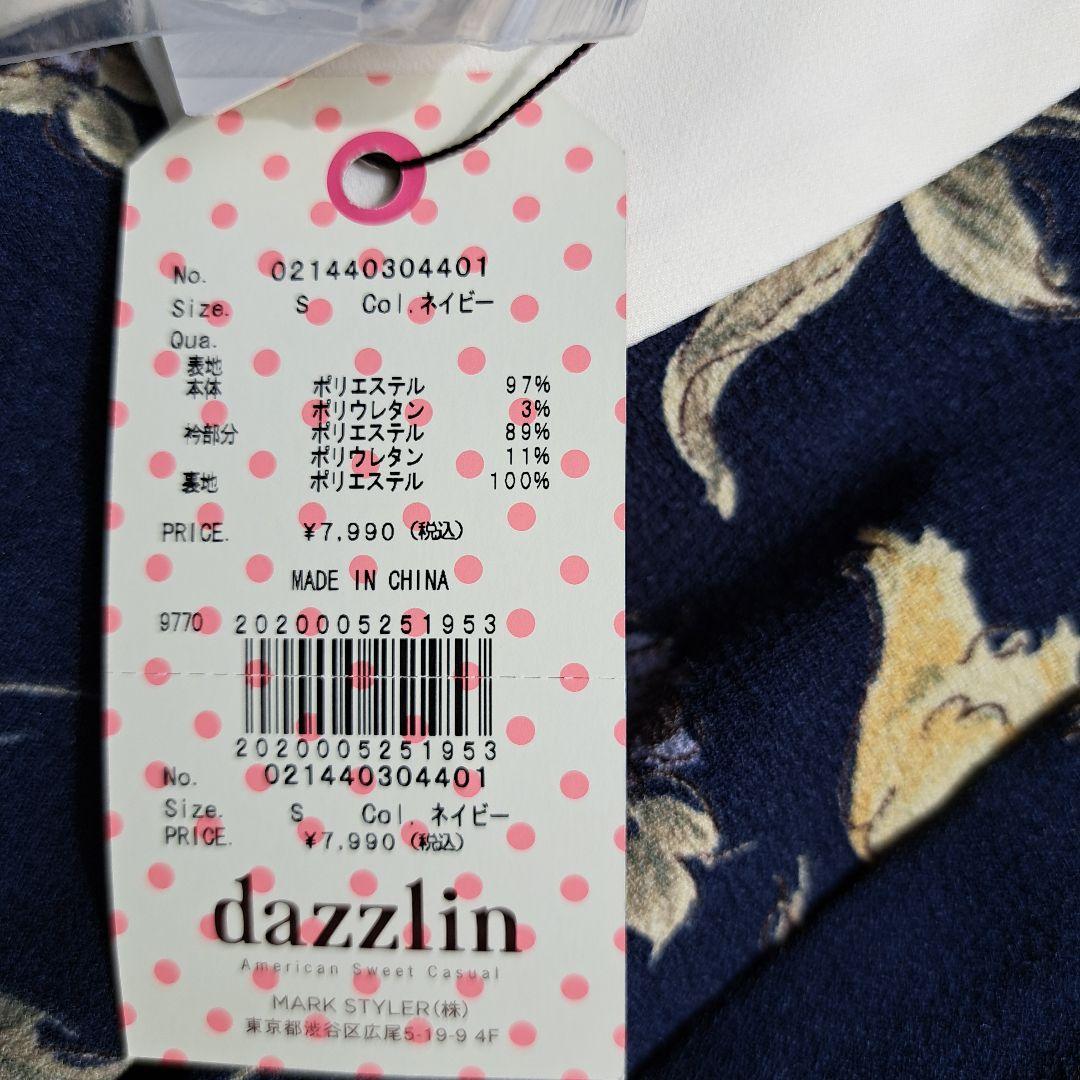 No. 021440304401
Size. S Col.ネイビー
Qua.
表地
本体 ポリエステル 97%
ポリウレタン 3%
衿部分 ポリエステル 89%
ポリウレタン 11%
裏地 ポリエステル 100%
PRICE. ¥7,990 (税込)
MADE IN CHINA
9770 2020005251953
2020005251953
No. 021440304401
Size. S Col.ネイビー
PRICE. ¥7,990 (税込)
dazzlin
American Sweet Casual
MARK STYLER(株)
東京都渋谷区広尾5-19-9 4F